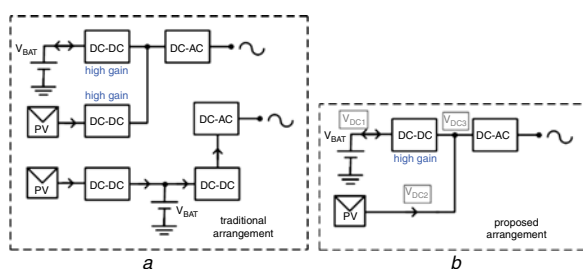 V_BAT
DC-DC
DC-AC
high gain
high gain
PV
DC-DC
DC-AC
PV
DC-DC
DC-DC
V_BAT
traditional
arrangement
a
V_DC1
V_DC3
V_BAT
DC-DC
DC-AC
high gain
V_DC2
PV
proposed
arrangement
b